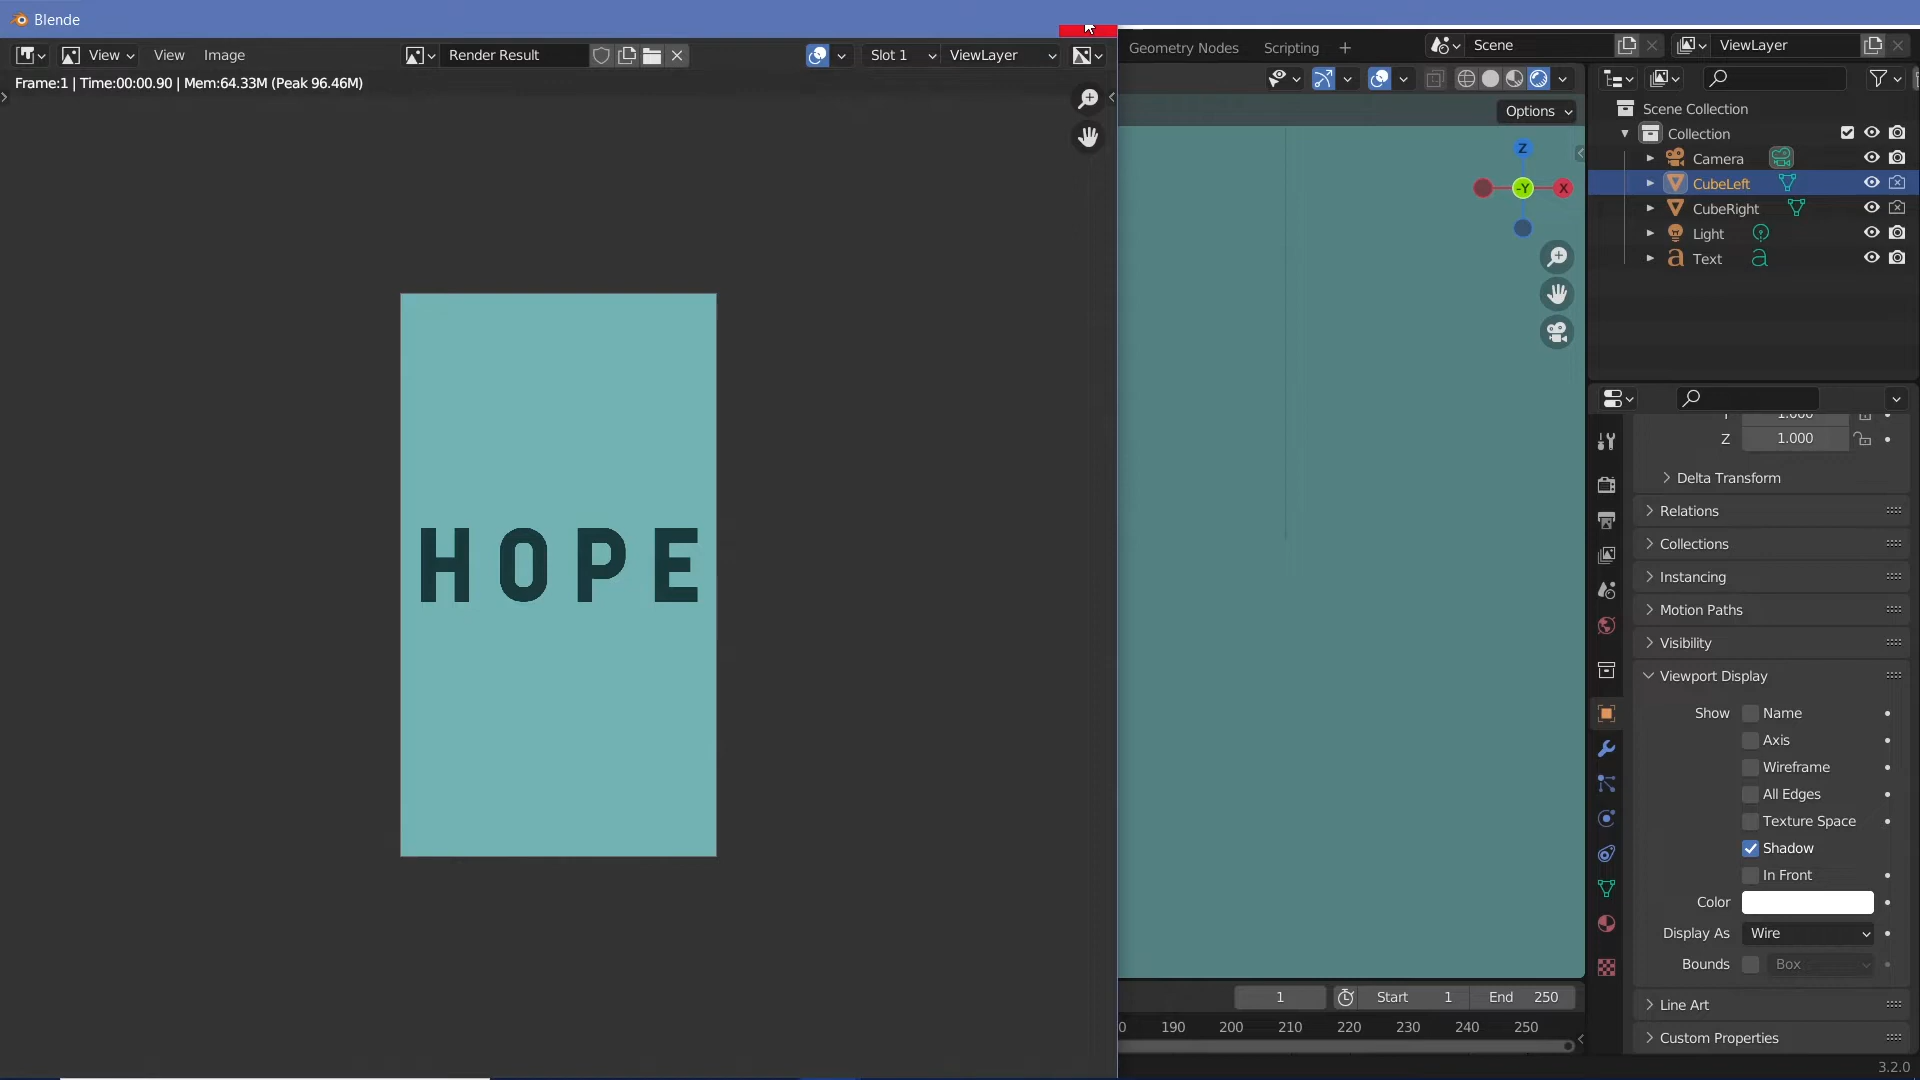 Blende
View View Image Render Result Slot 1 ViewLayer
Frame:1 | Time:00:00.90 | Mem:64.33M (Peak 96.46M)
HOPE
Geometry Nodes Scripting + Scene ViewLayer
Options
Z
-Y X
Scene Collection
Collection
Camera
CubeLeft
CubeRight
Light
Text
Z 1.000
Delta Transform
Relations
Collections
Instancing
Motion Paths
Visibility
Viewport Display
Show Name
Axis
Wireframe
All Edges
Texture Space
Shadow
In Front
Color
Display As Wire
Bounds Box
Line Art
Custom Properties
1 Start 1 End 250
0 190 200 210 220 230 240 250
3.2.0